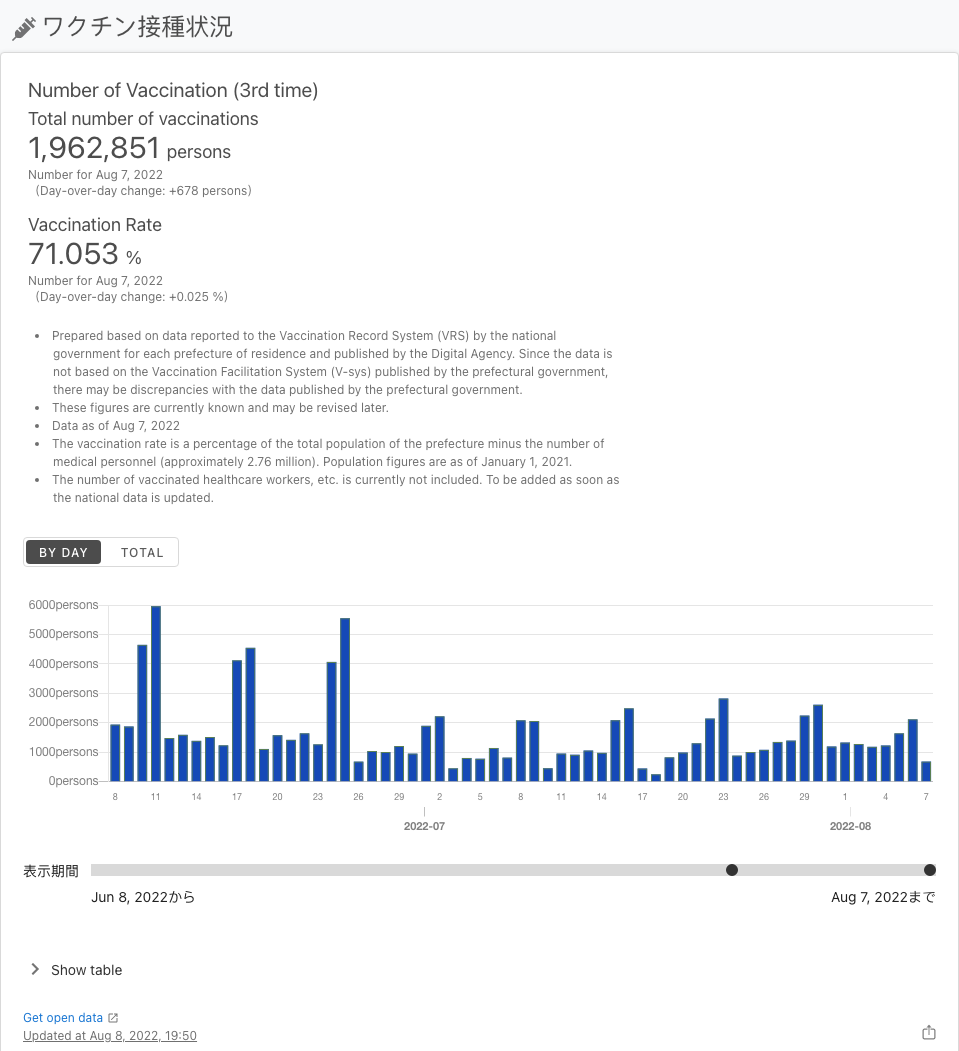 ワクチン接種状況
Number of Vaccination (3rd time)
Total number of vaccinations
1,962,851 persons
Number for Aug 7, 2022
(Day-over-day change: +678 persons)
Vaccination Rate
71.053 %
Number for Aug 7, 2022
(Day-over-day change: +0.025 %)
• Prepared based on data reported to the Vaccination Record System (VRS) by the national
government for each prefecture of residence and published by the Digital Agency. Since the data is
not based on the Vaccination Facilitation System (V-sys) published by the prefectural government,
there may be discrepancies with the data published by the prefectural government.
• These figures are currently known and may be revised later.
• Data as of Aug 7, 2022
• The vaccination rate is a percentage of the total population of the prefecture minus the number of
medical personnel (approximately 2.76 million). Population figures are as of January 1, 2021.
• The number of vaccinated healthcare workers, etc. is currently not included. To be added as soon as
the national data is updated.
BY DAY TOTAL
6000persons
5000persons
4000persons
3000persons
2000persons
1000persons
0persons
8 11 14 17 20 23 26 29 2 5 8 11 14 17 20 23 26 29 1 4 7
2022-07 2022-08
表示期間
Jun 8, 2022から Aug 7, 2022まで
Show table
Get open data
Updated at Aug 8, 2022, 19:50